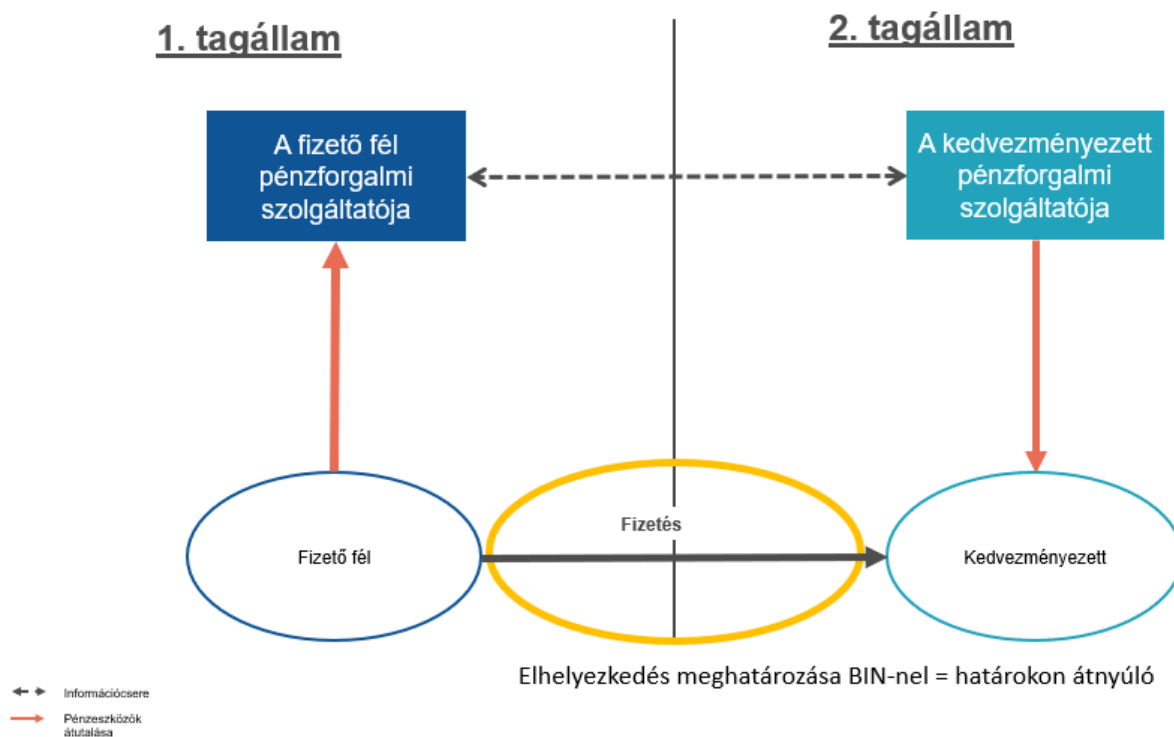 1. tagállam
2. tagállam
A fizető fél
pénzforgalmi
szolgáltatója
A kedvezményezett
pénzforgalmi
szolgáltatója
Fizetés
Fizető fél
Kedvezményezett
Elhelyezkedés meghatározása BIN-nel = határokon átnyúló
Információcsere
Pénzeszközök
átutalása